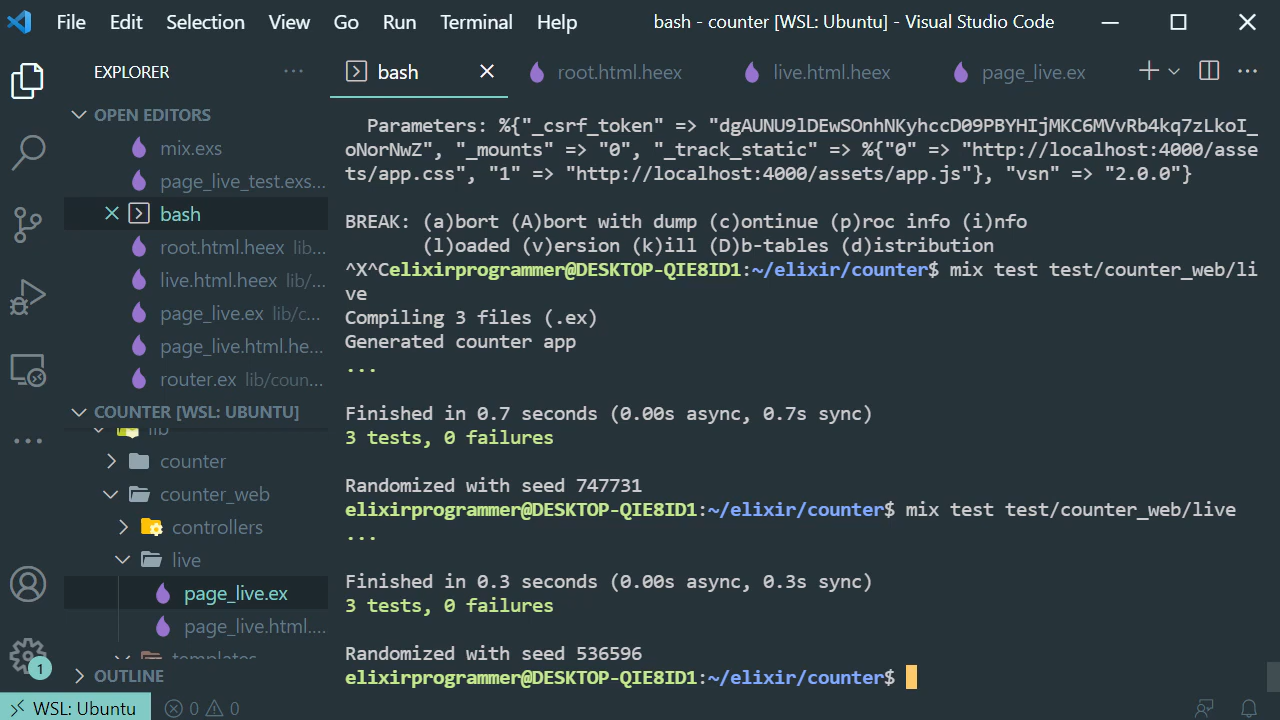 File Edit Selection View Go Run Terminal Help
bash - counter [WSL: Ubuntu] - Visual Studio Code
EXPLORER
OPEN EDITORS
mix.exs
page_live_test.exs...
bash
root.html.heex lib...
live.html.heex lib/...
page_live.ex lib/c...
page_live.html.he...
router.ex lib/coun...
COUNTER [WSL: UBUNTU]
lib
counter
counter_web
controllers
live
page_live.ex
page_live.html....
templates
OUTLINE
1
bash root.html.heex live.html.heex page_live.ex
Parameters: %{"_csrf_token" => "dgAUNU9lDEwSOnhNKyhccD09PBYHIjMKC6MVvRb4kq7zLkoI_
oNorNwZ", "_mounts" => "0", "_track_static" => %{"0" => "http://localhost:4000/asse
ts/app.css", "1" => "http://localhost:4000/assets/app.js"}, "vsn" => "2.0.0"}
BREAK: (a)bort (A)bort with dump (c)ontinue (p)roc info (i)nfo
(l)oaded (v)ersion (k)ill (D)b-tables (d)istribution
^X^Celixirprogrammer@DESKTOP-QIE8ID1:~/elixir/counter$ mix test test/counter_web/li
ve
Compiling 3 files (.ex)
Generated counter app
...
Finished in 0.7 seconds (0.00s async, 0.7s sync)
3 tests, 0 failures
Randomized with seed 747731
elixirprogrammer@DESKTOP-QIE8ID1:~/elixir/counter$ mix test test/counter_web/live
...
Finished in 0.3 seconds (0.00s async, 0.3s sync)
3 tests, 0 failures
Randomized with seed 536596
elixirprogrammer@DESKTOP-QIE8ID1:~/elixir/counter$
WSL: Ubuntu 0 0